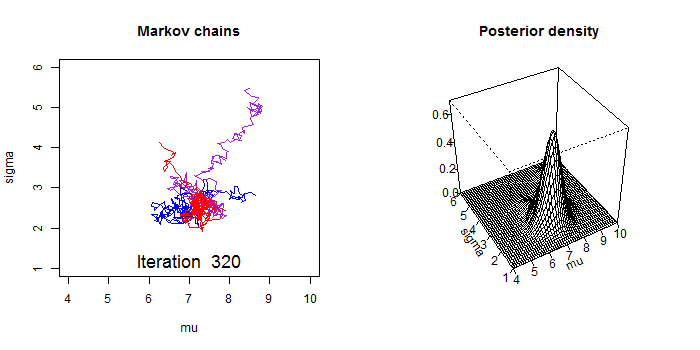 Markov chains
sigma
6
5
4
3
2
1
Iteration 320
4 5 6 7 8 9 10
mu
Posterior density
0.6
0.4
0.2
0.0
6
5
4
3
2
1
sigma
4 5 6 7 8 9 10
mu